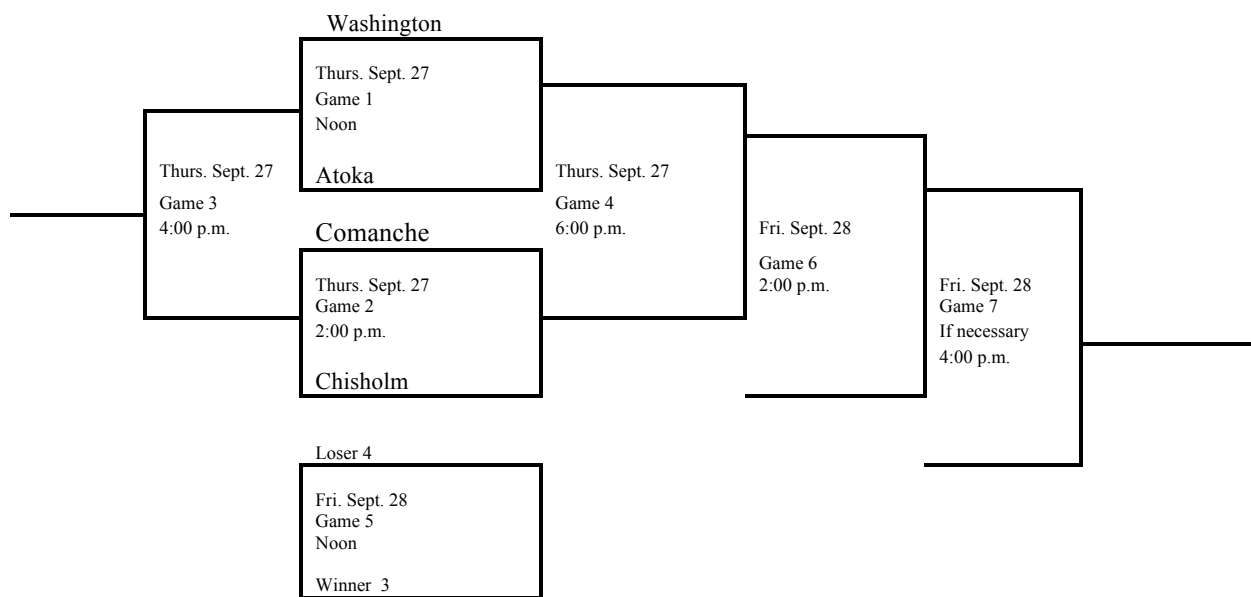 Washington
Thurs. Sept. 27
Game 1
Noon
Atoka
Thurs. Sept. 27
Game 3
4:00 p.m.
Comanche
Thurs. Sept. 27
Game 2
2:00 p.m.
Chisholm
Thurs. Sept. 27
Game 4
6:00 p.m.
Fri. Sept. 28
Game 6
2:00 p.m.
Fri. Sept. 28
Game 7
If necessary
4:00 p.m.
Loser 4
Fri. Sept. 28
Game 5
Noon
Winner 3